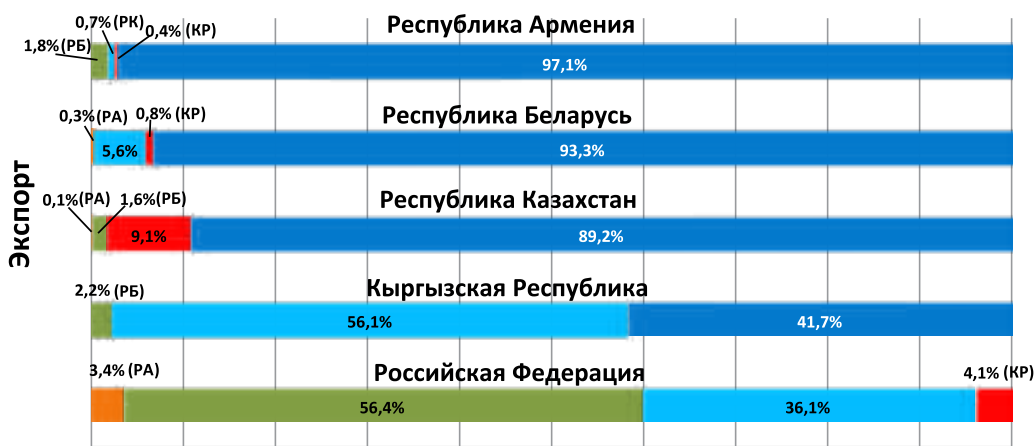 Экспорт
Республика Армения
1,8% (РБ)
0,7% (РК)
0,4% (КР)
97,1%
Республика Беларусь
0,3% (РА)
5,6%
0,8% (КР)
93,3%
Республика Казахстан
0,1% (РА)
1,6% (РБ)
9,1%
89,2%
Кыргызская Республика
2,2% (РБ)
56,1%
41,7%
Российская Федерация
3,4% (РА)
56,4%
36,1%
4,1% (КР)